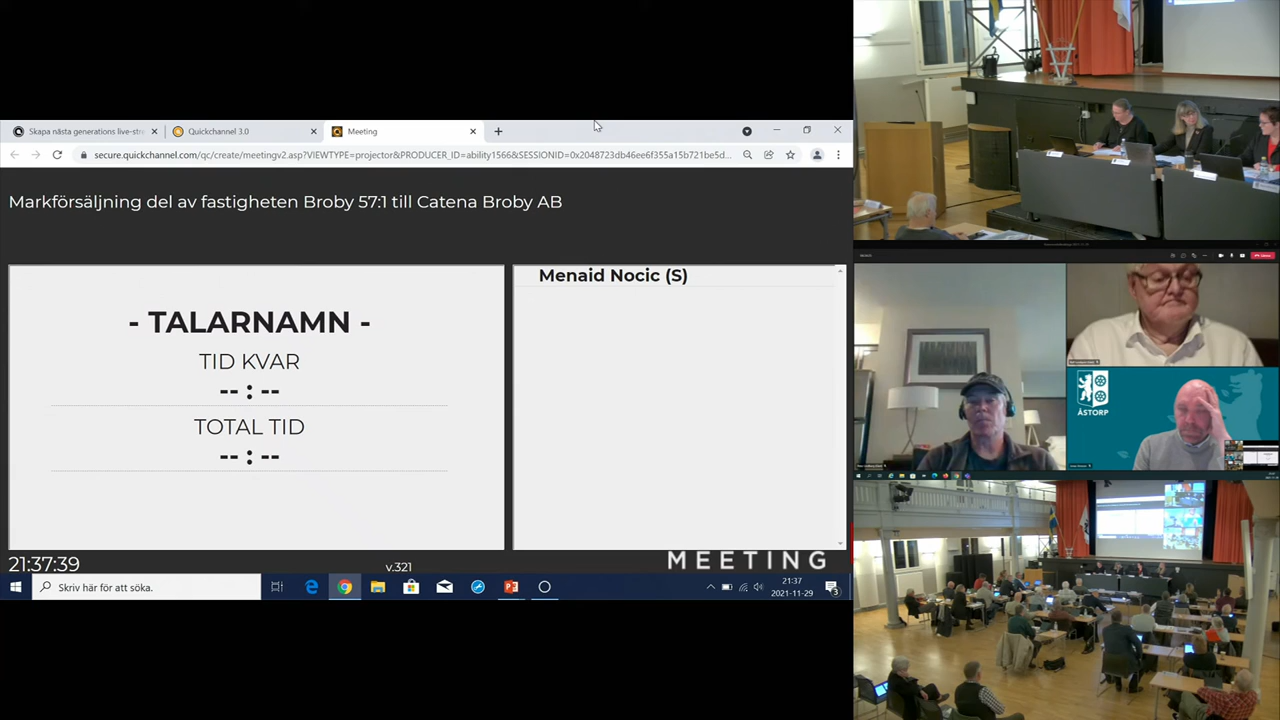 Skapa nästa generations live-stre
Quickchannel 3.0
Meeting
secure.quickchannel.com/qc/create/meetingv2.asp?VIEWTYPE=projector&PRODUCER_ID=ability1566&SESSIONID=0x2048723db46ee6f355a15b721be5d...
Markförsäljning del av fastigheten Broby 57:1 till Catena Broby AB
- TALARNAMN -
TID KVAR
-- : --
TOTAL TID
-- : --
Menaid Nocic (S)
21:37:39
v.321
MEETING
Skriv här för att söka.
21:37
2021-11-29
3
ÅSTORP